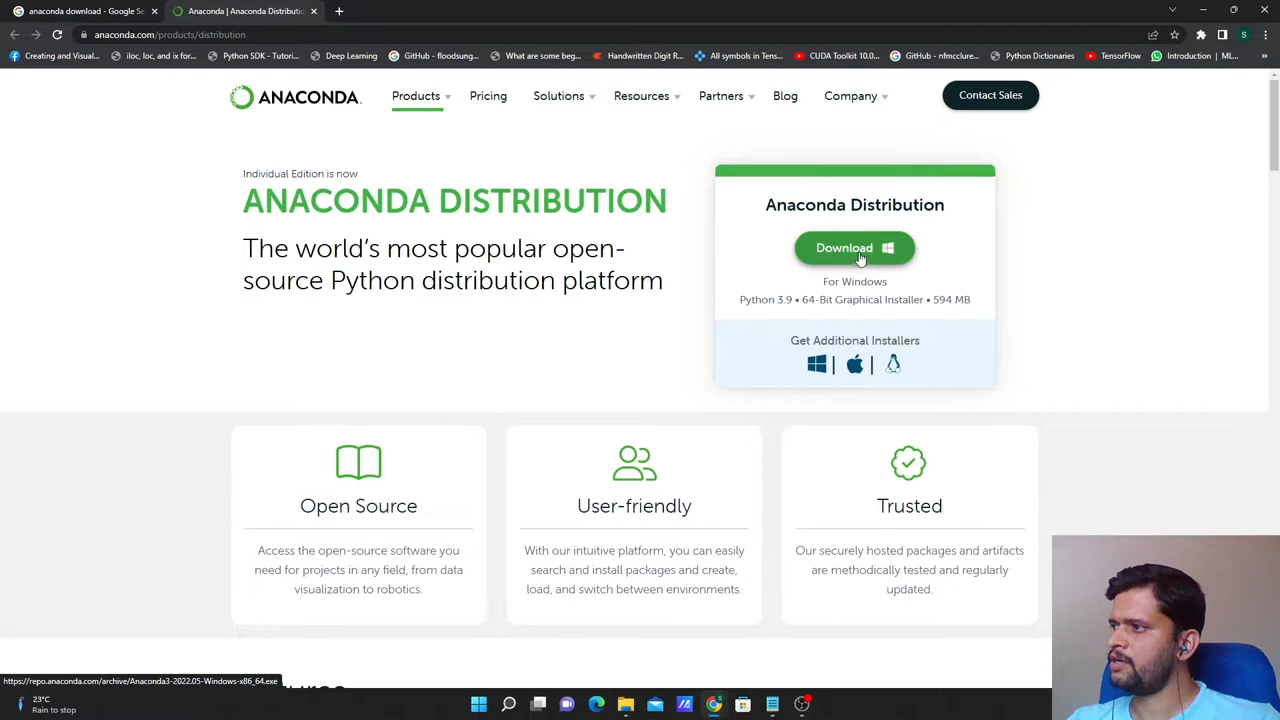 anaconda download - Google Se
Anaconda | Anaconda Distributio
anaconda.com/products/distribution
Creating and Visual...
iloc, loc, and ix for...
Python SDK - Tutori...
Deep Learning
GitHub - floodsung...
What are some beg...
Handwritten Digit R...
All symbols in Tens...
CUDA Toolkit 10.0...
GitHub - nfmcclure...
Python Dictionaries
TensorFlow
Introduction | ML...
ANACONDA.
Products
Pricing
Solutions
Resources
Partners
Blog
Company
Contact Sales
Individual Edition is now
ANACONDA DISTRIBUTION
The world's most popular open-
source Python distribution platform
Anaconda Distribution
Download
For Windows
Python 3.9 • 64-Bit Graphical Installer • 594 MB
Get Additional Installers
Open Source
Access the open-source software you
need for projects in any field, from data
visualization to robotics.
User-friendly
With our intuitive platform, you can easily
search and install packages and create,
load, and switch between environments.
Trusted
Our securely hosted packages and artifacts
are methodically tested and regularly
updated.
https://repo.anaconda.com/archive/Anaconda3-2022.05-Windows-x86_64.exe
23°C
Rain to stop